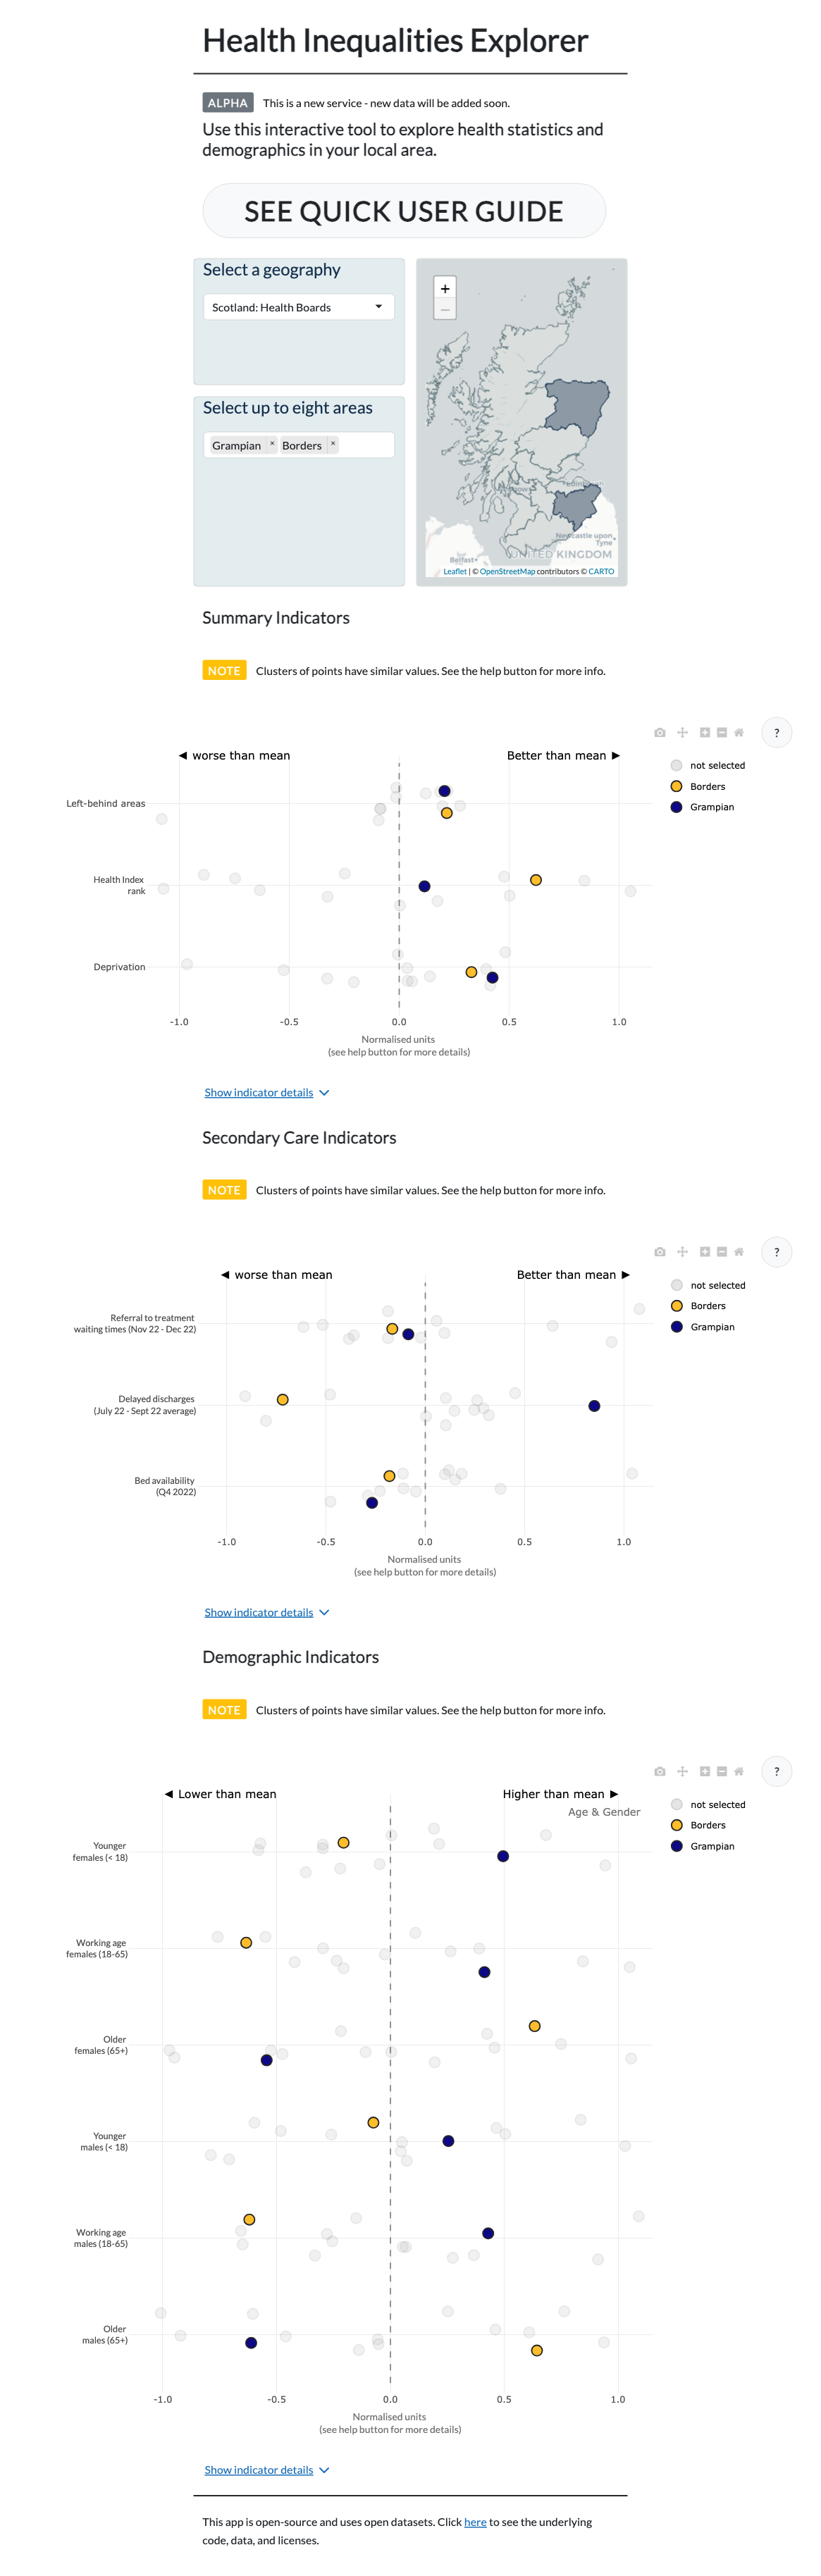 Health Inequalities Explorer
ALPHA This is a new service - new data will be added soon.
Use this interactive tool to explore health statistics and
demographics in your local area.
SEE QUICK USER GUIDE
Select a geography
Scotland: Health Boards
Select up to eight areas
Grampian × Borders ×
+
−
Edinburgh
Newcastle upon
Tyne
UNITED KINGDOM
Belfast
Leaflet | © OpenStreetMap contributors © CARTO
Summary Indicators
NOTE Clusters of points have similar values. See the help button for more info.
?
◄ worse than mean Better than mean ►
not selected
Borders
Grampian
Left-behind areas
Health Index
rank
Deprivation
-1.0 -0.5 0.0 0.5 1.0
Normalised units
(see help button for more details)
Show indicator details
Secondary Care Indicators
NOTE Clusters of points have similar values. See the help button for more info.
?
◄ worse than mean Better than mean ►
not selected
Borders
Grampian
Referral to treatment
waiting times (Nov 22 - Dec 22)
Delayed discharges
(July 22 - Sept 22 average)
Bed availability
(Q4 2022)
-1.0 -0.5 0.0 0.5 1.0
Normalised units
(see help button for more details)
Show indicator details
Demographic Indicators
NOTE Clusters of points have similar values. See the help button for more info.
?
◄ Lower than mean Higher than mean ►
Age & Gender
not selected
Borders
Grampian
Younger
females (< 18)
Working age
females (18-65)
Older
females (65+)
Younger
males (< 18)
Working age
males (18-65)
Older
males (65+)
-1.0 -0.5 0.0 0.5 1.0
Normalised units
(see help button for more details)
Show indicator details
This app is open-source and uses open datasets. Click here to see the underlying
code, data, and licenses.